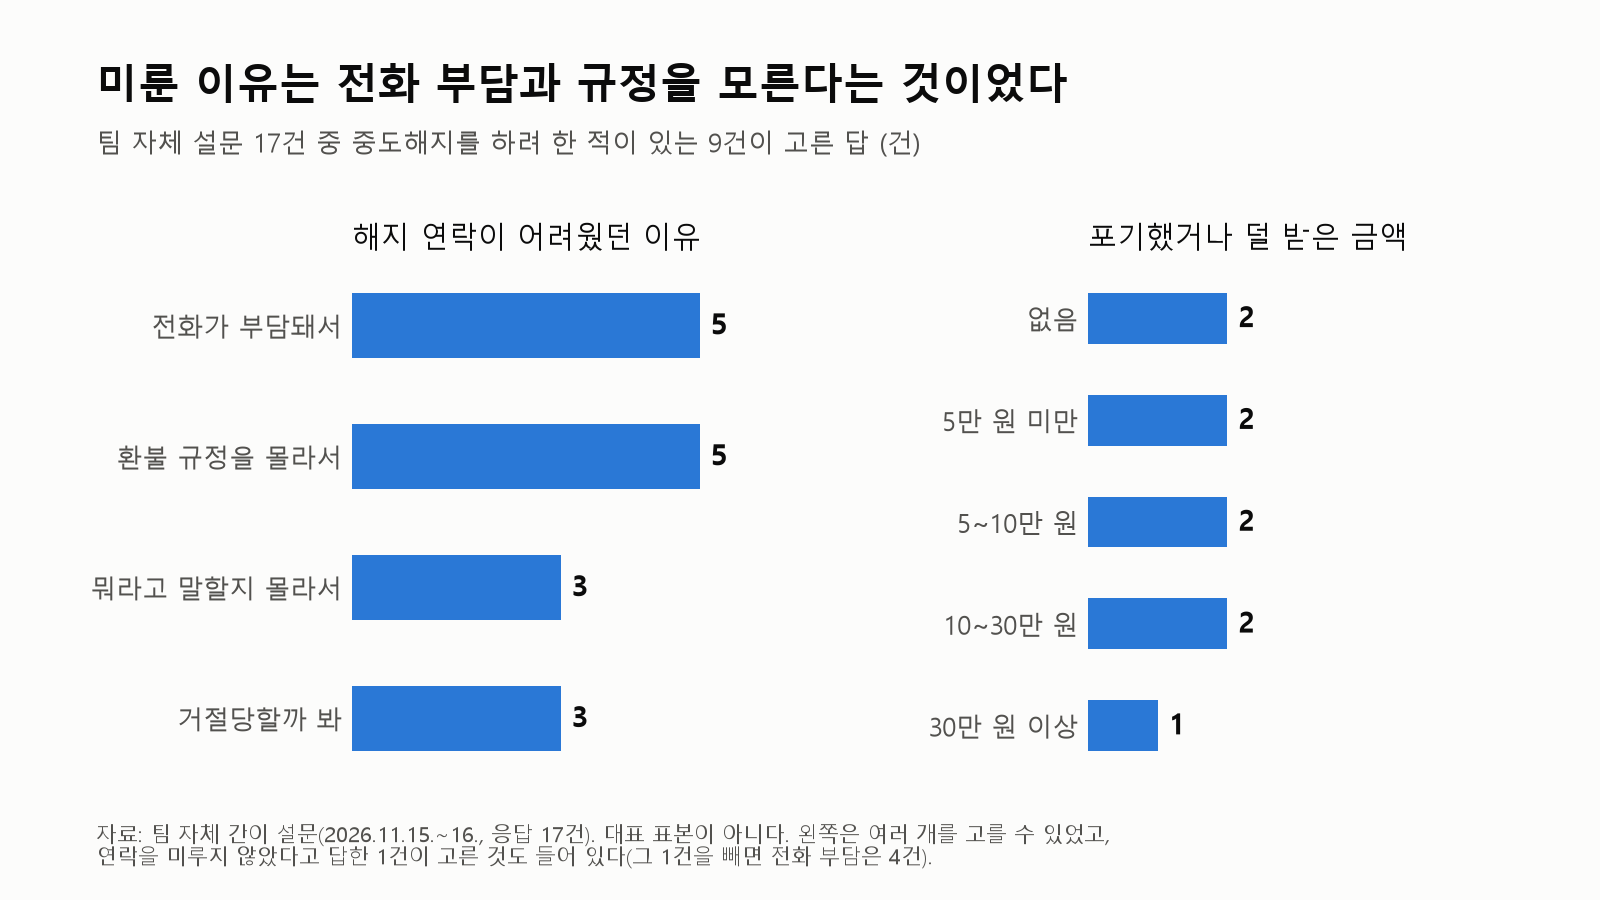 미룬 이유는 전화 부담과 규정을 모른다는 것이었다
팀 자체 설문 17건 중 중도해지를 하려 한 적이 있는 9건이 고른 답 (건)
해지 연락이 어려웠던 이유
전화가 부담돼서 5
환불 규정을 몰라서 5
뭐라고 말할지 몰라서 3
거절당할까 봐 3
포기했거나 덜 받은 금액
없음 2
5만 원 미만 2
5~10만 원 2
10~30만 원 2
30만 원 이상 1
자료: 팀 자체 간이 설문(2026.11.15.~16., 응답 17건). 대표 표본이 아니다. 왼쪽은 여러 개를 고를 수 있었고,
연락을 미루지 않았다고 답한 1건이 고른 것도 들어 있다(그 1건을 빼면 전화 부담은 4건).